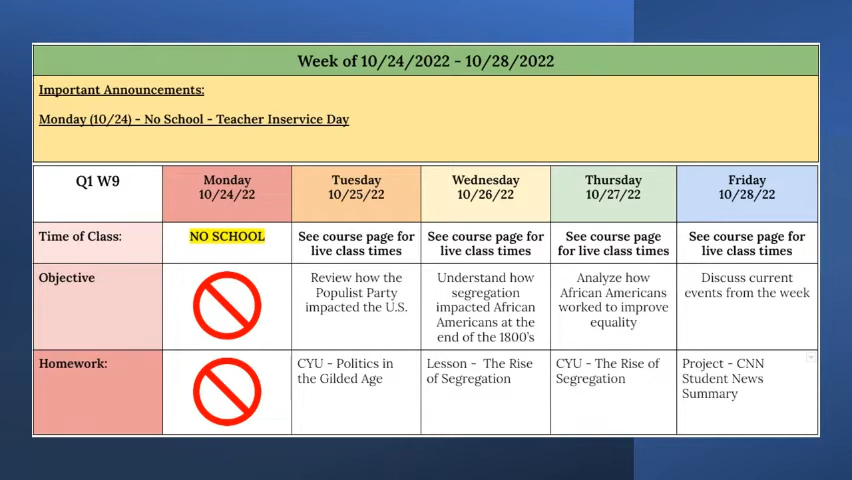 Week of 10/24/2022 - 10/28/2022
Important Announcements:
Monday (10/24) - No School - Teacher Inservice Day
Q1 W9
Monday
10/24/22
Tuesday
10/25/22
Wednesday
10/26/22
Thursday
10/27/22
Friday
10/28/22
Time of Class:
NO SCHOOL
See course page for
live class times
See course page for
live class times
See course page
for live class times
See course page for
live class times
Objective
Review how the
Populist Party
impacted the U.S.
Understand how
segregation
impacted African
Americans at the
end of the 1800's
Analyze how
African Americans
worked to improve
equality
Discuss current
events from the week
Homework:
CYU - Politics in
the Gilded Age
Lesson - The Rise
of Segregation
CYU - The Rise of
Segregation
Project - CNN
Student News
Summary